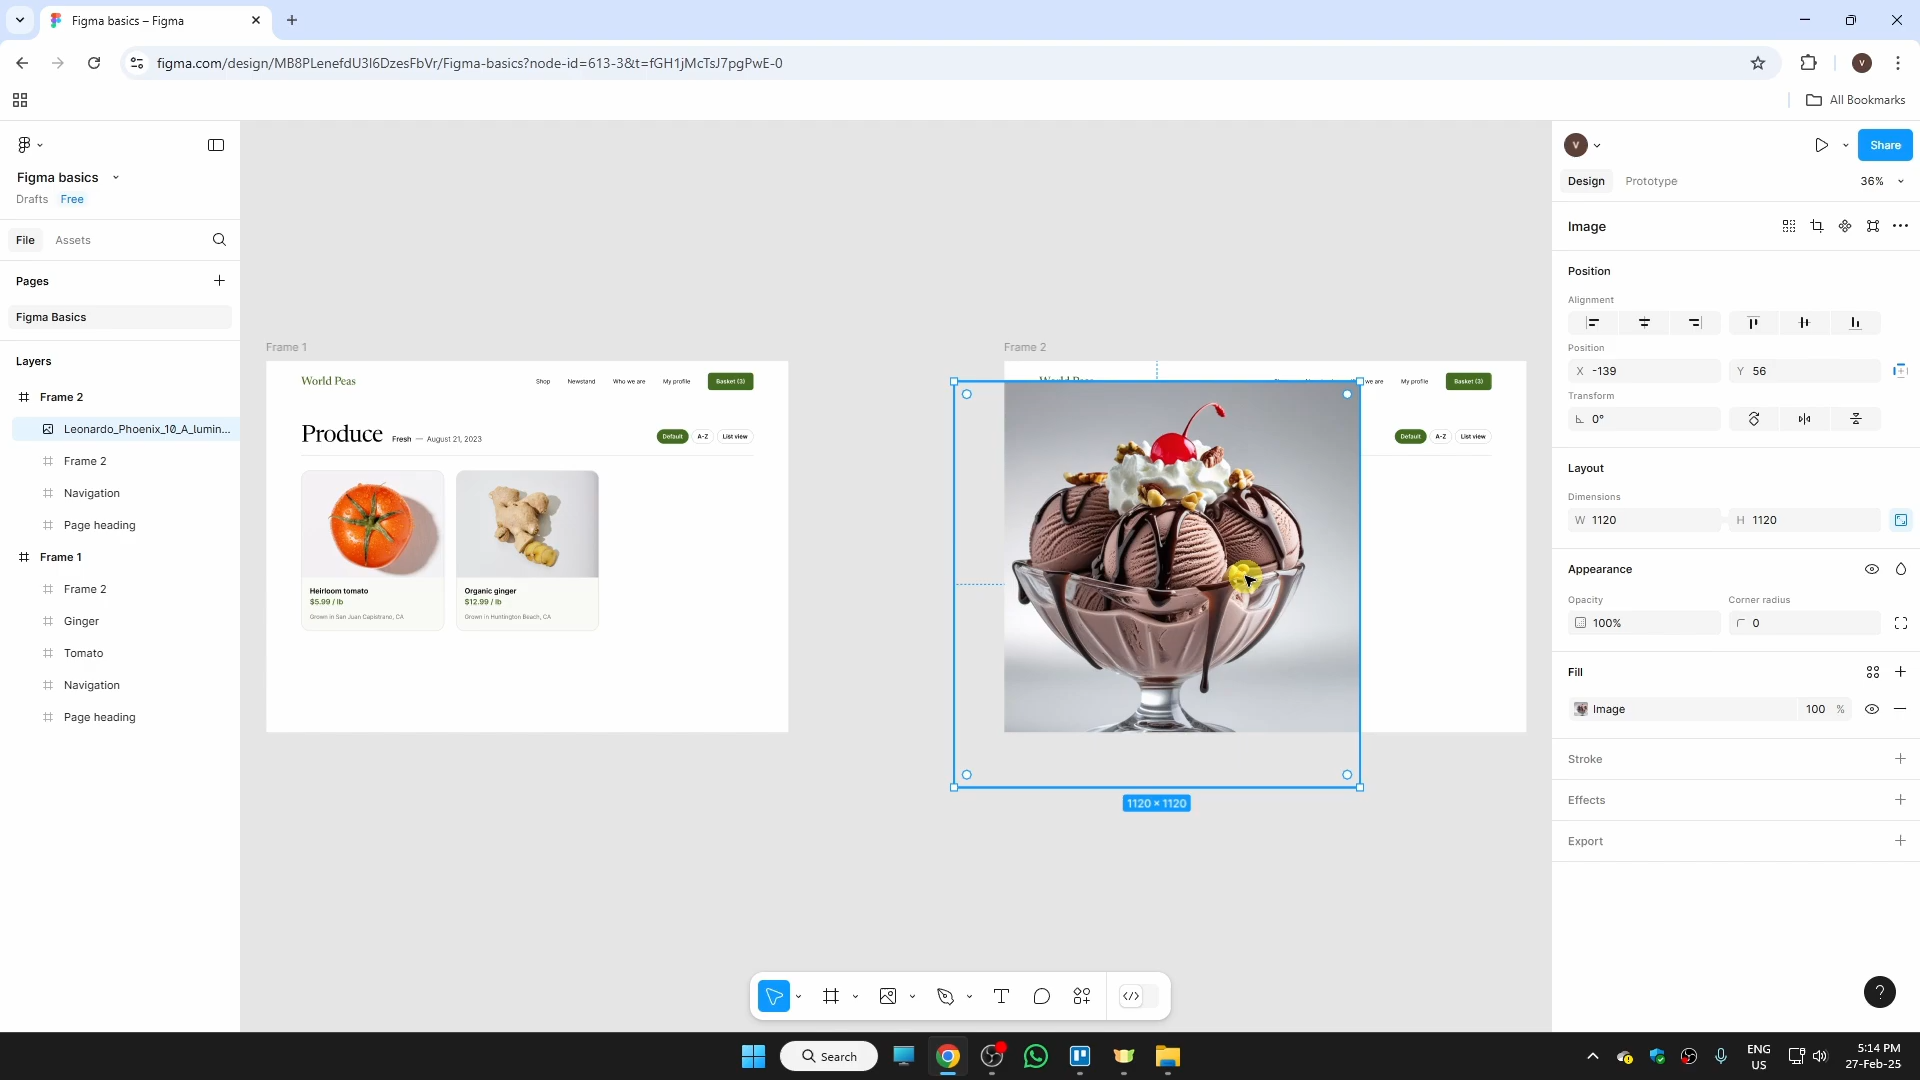 Figma basics – Figma
figma.com/design/MB8PLenefdU3I6DzesFbVr/Figma-basics?node-id=613-3&t=fGH1jMcTsJ7pgPwE-0
V
All Bookmarks
Figma basics
Drafts Free
File Assets
Pages
Figma Basics
Layers
Frame 2
Leonardo_Phoenix_10_A_lumin...
Frame 2
Navigation
Page heading
Frame 1
Frame 2
Ginger
Tomato
Navigation
Page heading
Frame 1
World Peas
Shop Newstand Who we are My profile Basket (3)
Produce Fresh — August 21, 2023
Default A-Z List view
Heirloom tomato
$5.99 / lb
Grown in San Juan Capistrano, CA
Organic ginger
$12.99 / lb
Grown in Huntington Beach, CA
Frame 2
we are My profile Basket (3)
Default A-Z List view
1120 × 1120
V
Share
Design Prototype 36%
Image
Position
Alignment
Position
X -139 Y 56
Transform
0°
Layout
Dimensions
W 1120 H 1120
Appearance
Opacity Corner radius
100% 0
Fill
Image 100 %
Stroke
Effects
Export
?
Search
ENG
US
5:14 PM
27-Feb-25